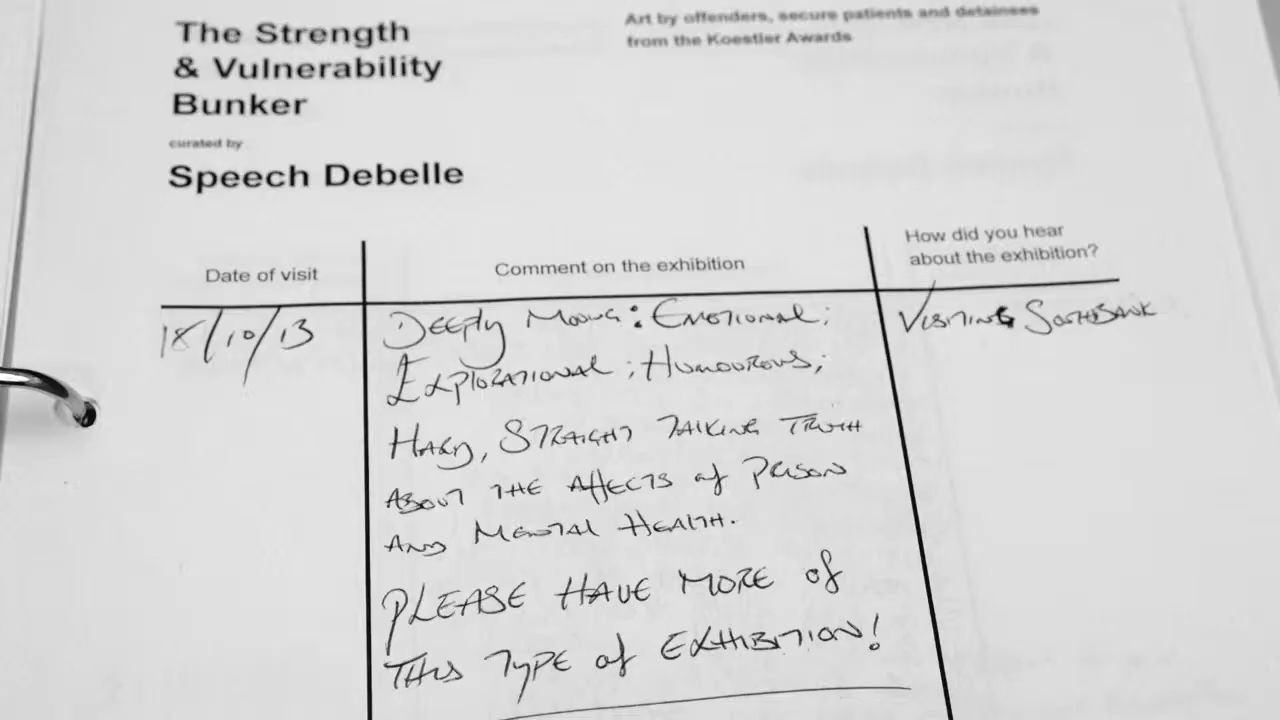 The Strength
& Vulnerability
Bunker
curated by
Speech Debelle
Art by offenders, secure patients and detainees
from the Koestler Awards
Date of visit
Comment on the exhibition
How did you hear
about the exhibition?
18/10/13
DEEPLY MOVING: EMOTIONAL;
EXPLORATIONAL; HUMOUROUS;
HARD, STRAIGHT TALKING TRUTH
ABOUT THE AFFECTS of PRISON
AND MENTAL HEALTH.
PLEASE HAVE MORE of
THIS TYPE of EXHIBITION!
VISITING SOUTHBANK